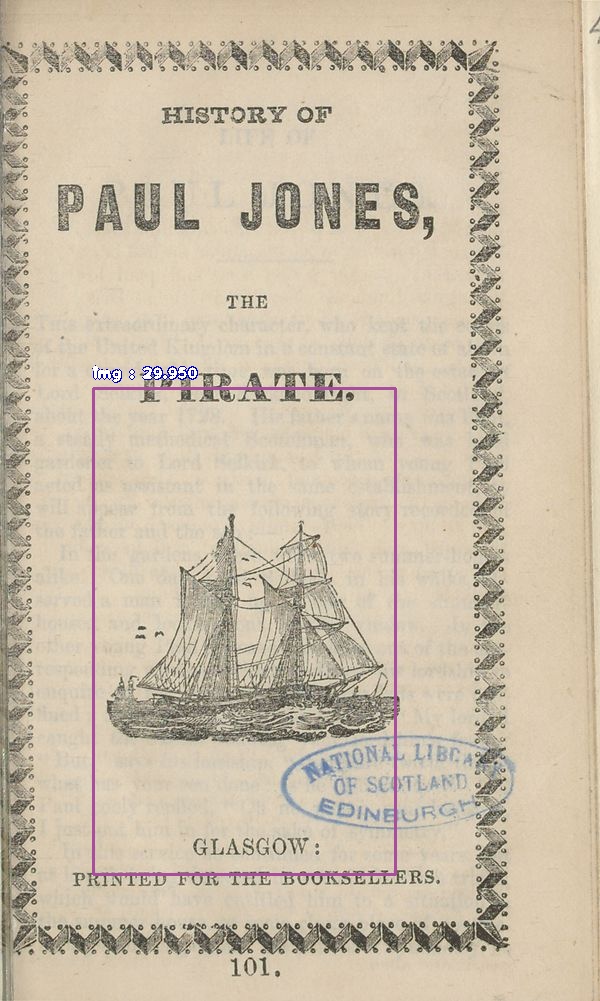 HISTORY OF
PAUL JONES,
THE
img : 29.950
PIRATE.
NATIONAL LIBRA
OF SCOTLAND
EDINBURGH
GLASGOW:
PRINTED FOR THE BOOKSELLERS.
101.